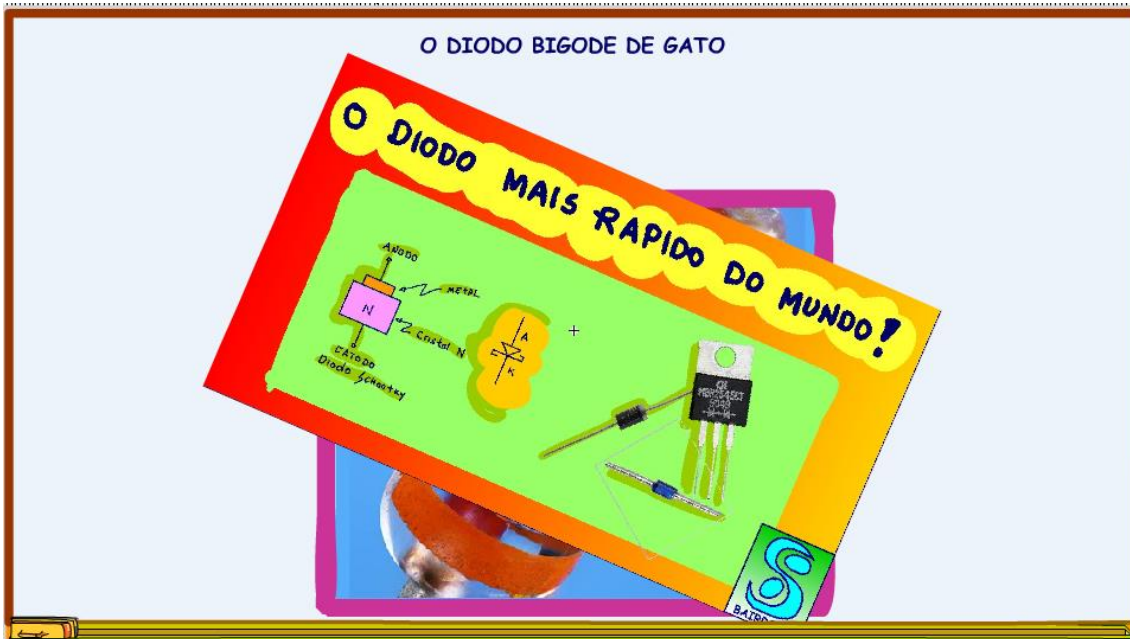 O DIODO BIGODE DE GATO
O DIODO MAIS RAPIDO DO MUNDO!
ANODO
METAL
N
Cristal N
CATODO
Diodo Schottky
A
K